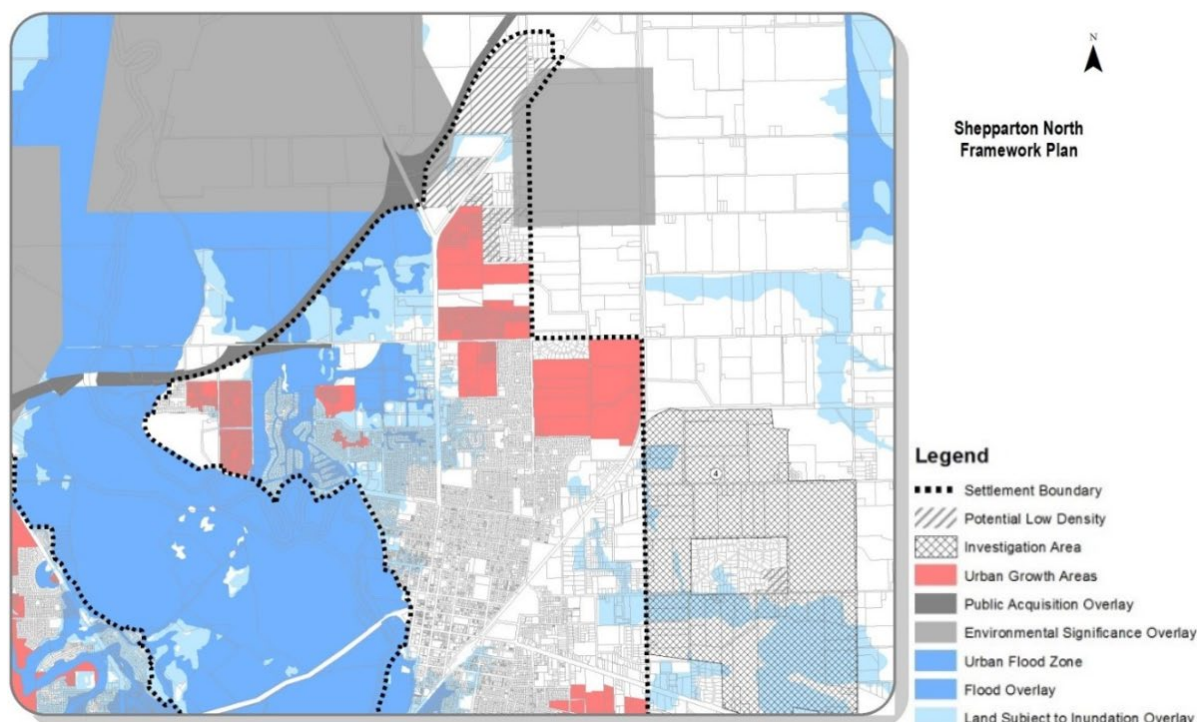 N
Shepparton North
Framework Plan
4
Legend
Settlement Boundary
Potential Low Density
Investigation Area
Urban Growth Areas
Public Acquisition Overlay
Environmental Significance Overlay
Urban Flood Zone
Flood Overlay
Land Subject to Inundation Overlay